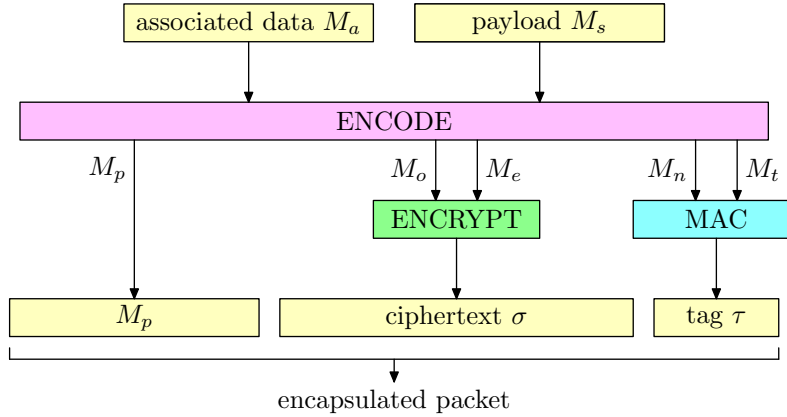 associated data M_a
payload M_s
ENCODE
M_p
M_o
M_e
M_n
M_t
ENCRYPT
MAC
M_p
ciphertext σ
tag τ
encapsulated packet